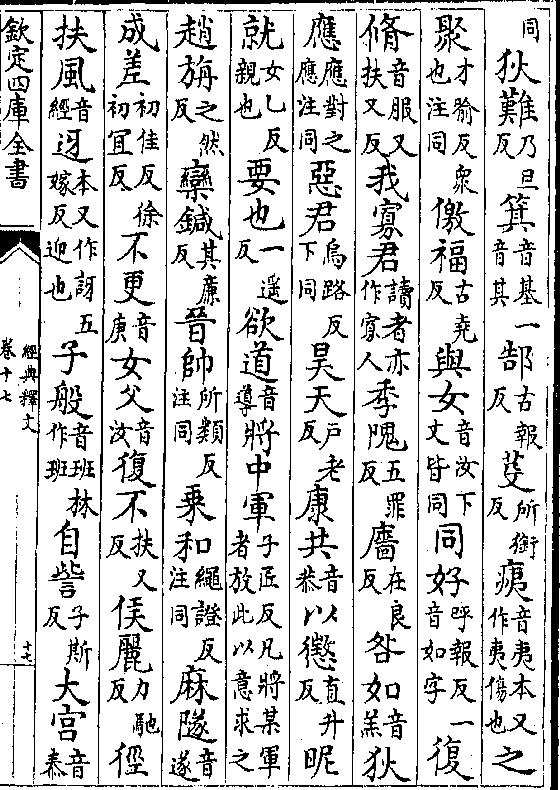 同狄難乃旦反箕音基一音其郜古報反芟所銜反痍音夷本又作夷傷也之
聚才喻反衆也注同儌福古堯反與女音汝下文皆同同好呼報反一音如字復
脩音服又扶又反我寡君讀者亦作寡人季隗五罪反廧在良反咎如音羔狄
應應對之應注同惡君烏路反下同昊天戶老反康共音恭以懲直升反昵
就女乙反親也要也一遥反欲道音導將中軍子匠反凡將某軍者放此以意求之
趙旃之然反欒鍼其廉反晉帥所類反注同乗和繩證反注同麻隧音遂
成差初佳反徐初宜反不更音庚女父音汝復不扶又反侯麗力馳反徑
扶風音經迓本又作訝五嫁反迎也子般音班林作班自訾子斯反大宫音泰
欽定四庫全書
經典釋文
卷十七
十七